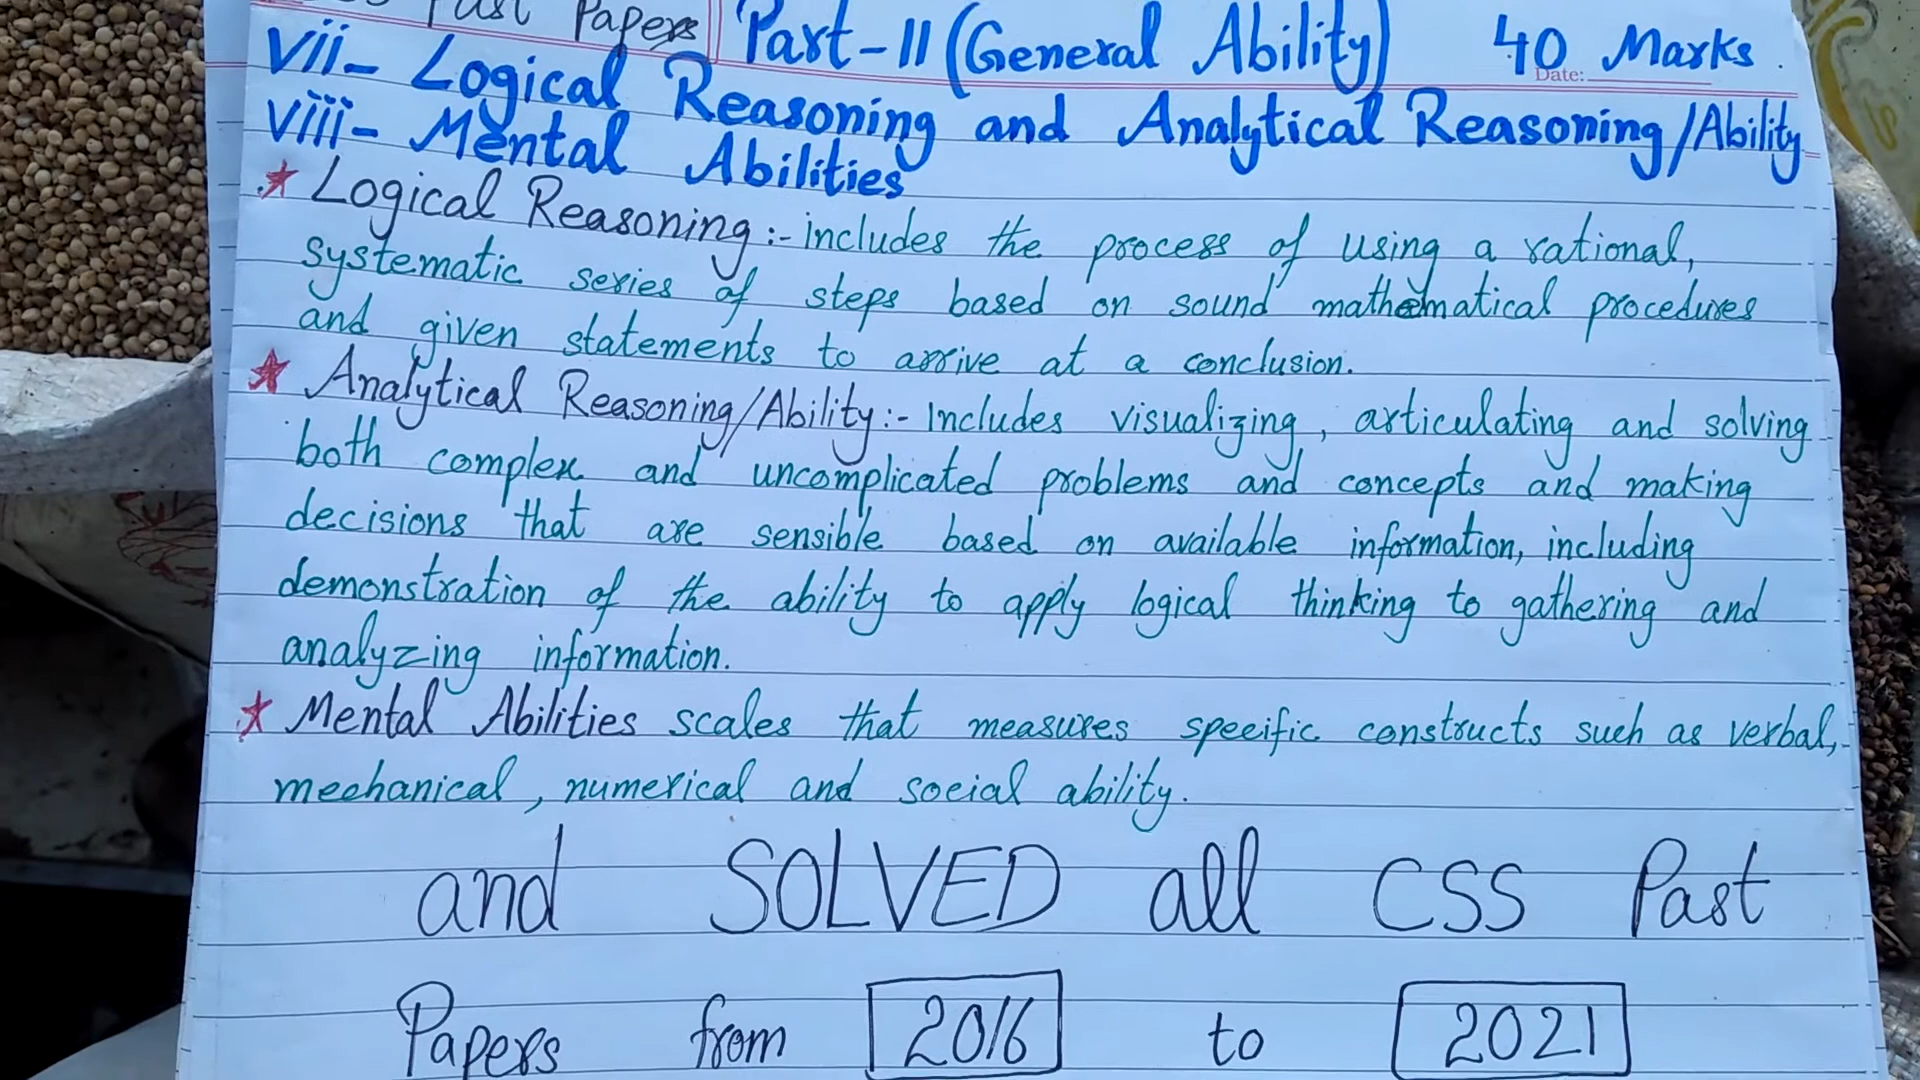 Past Papers Part-II (General Ability) 40 Marks.
Date:
vii- Logical Reasoning and Analytical Reasoning/Ability
viii- Mental Abilities
* Logical Reasoning :- includes the process of using a rational,
systematic series of steps based on sound mathematical procedures
and given statements to arrive at a conclusion.
* Analytical Reasoning/Ability :- Includes visualizing, articulating and solving
both complex and uncomplicated problems and concepts and making
decisions that are sensible based on available information, including
demonstration of the ability to apply logical thinking to gathering and
analyzing information.
* Mental Abilities scales that measures specific constructs such as verbal,
mechanical, numerical and social ability.
and SOLVED all CSS Past
Papers from 2016 to 2021